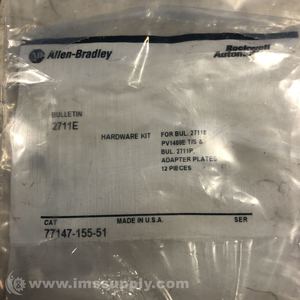 AB Allen-Bradley
Rockwell
Automation
BULLETIN
2711E
HARDWARE KIT
FOR BUL. 2711E
PV1400E T/S &
BUL. 2711P,
ADAPTER PLATES
12 PIECES
CAT
MADE IN U.S.A.
SER
77147-155-51
© www.imssupply.com